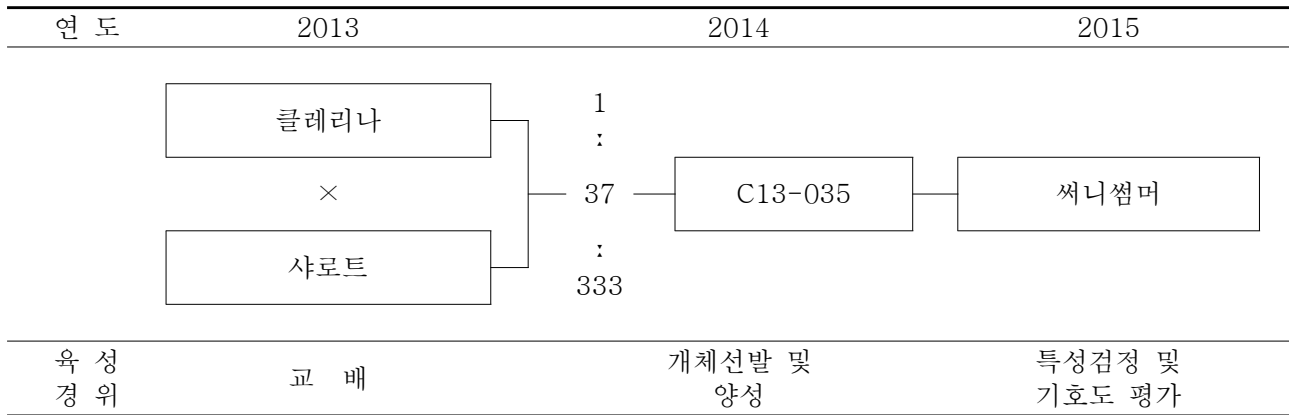 연 도 2013 2014 2015
클레리나
×
샤로트
1
:
37
:
333
C13-035
써니썸머
육 성
경 위
교 배
개체선발 및
양성
특성검정 및
기호도 평가